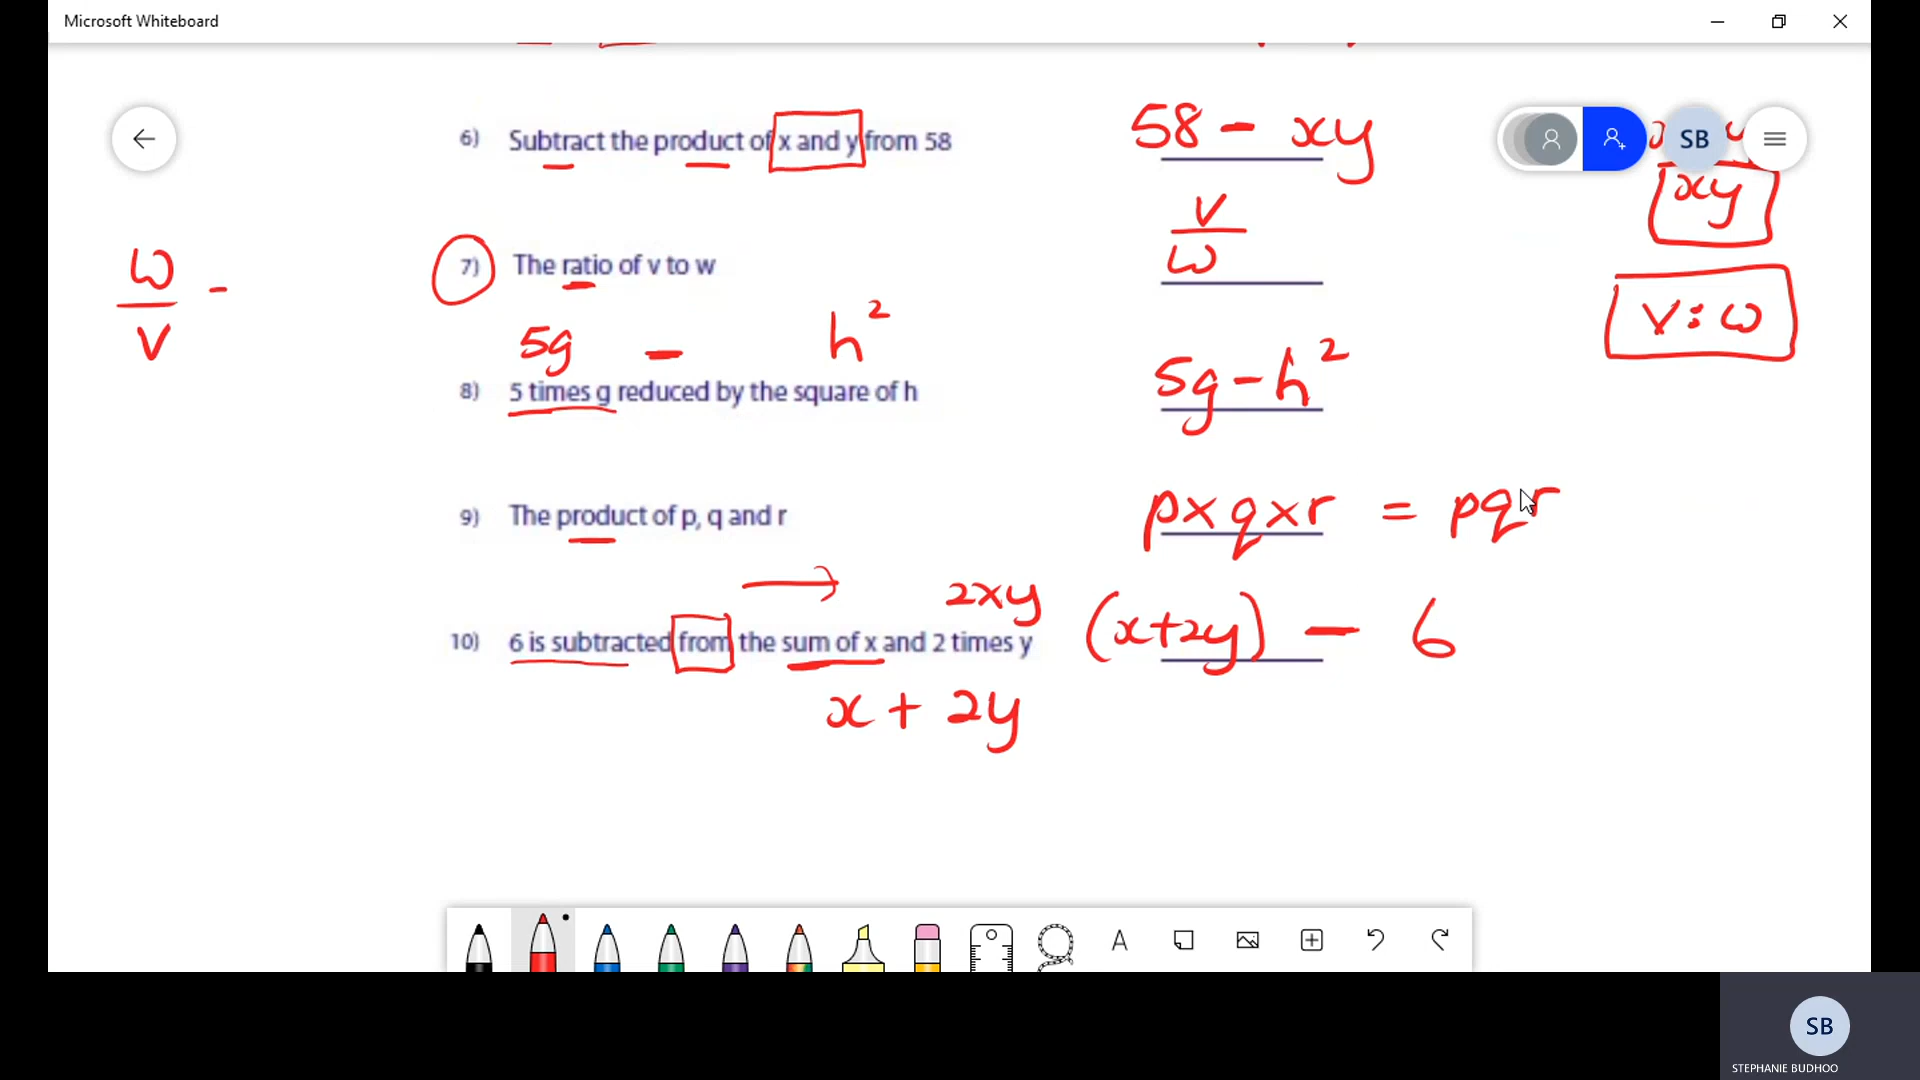 Microsoft Whiteboard
6) Subtract the product of x and y from 58
58 - xy
SB
xy
7) The ratio of v to w
v
w
w
v
-
v : w
5g - h²
8) 5 times g reduced by the square of h
5g - h²
9) The product of p, q and r
p x q x r = pqr
2xy
10) 6 is subtracted from the sum of x and 2 times y
(x+2y) - 6
x + 2y
A
SB
STEPHANIE BUDHOO